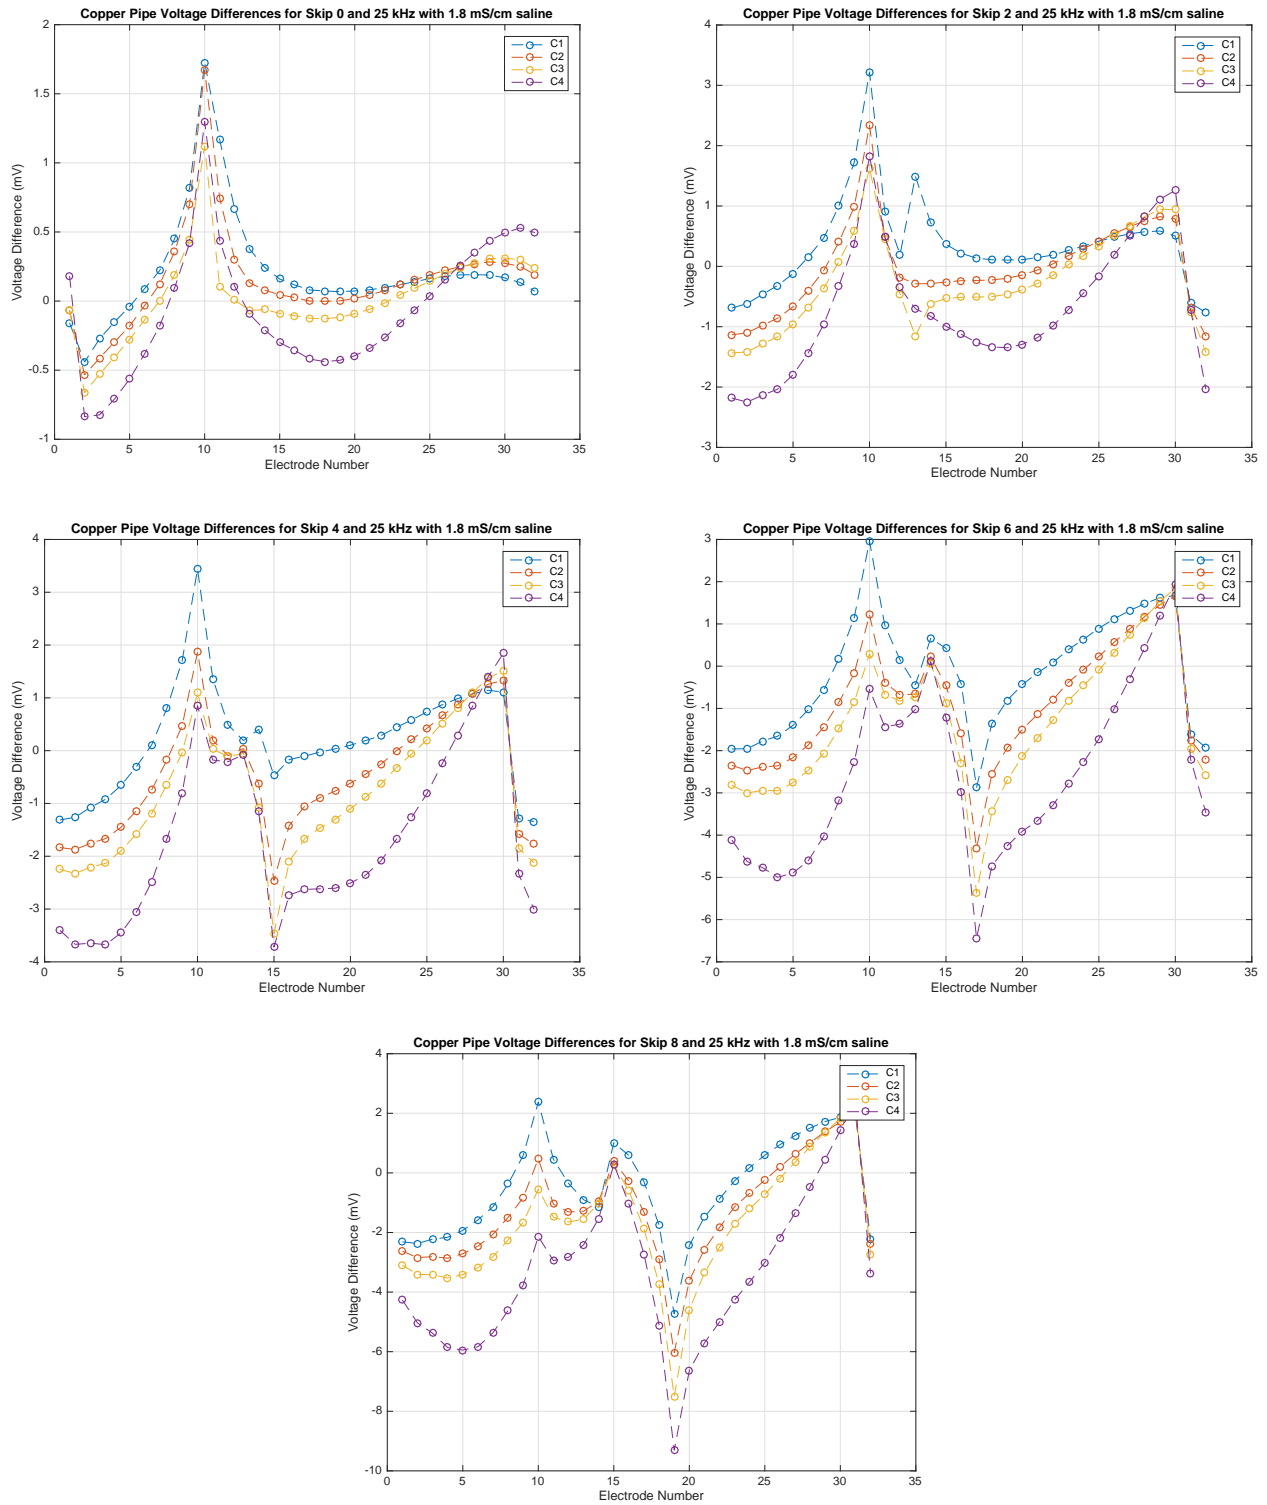 Copper Pipe Voltage Differences for Skip 0 and 25 kHz with 1.8 mS/cm saline
2
1.5
1
0.5
0
-0.5
-1
Voltage Difference (mV)
C1
C2
C3
C4
0 5 10 15 20 25 30 35
Electrode Number
Copper Pipe Voltage Differences for Skip 2 and 25 kHz with 1.8 mS/cm saline
4
3
2
1
0
-1
-2
-3
Voltage Difference (mV)
C1
C2
C3
C4
0 5 10 15 20 25 30 35
Electrode Number
Copper Pipe Voltage Differences for Skip 4 and 25 kHz with 1.8 mS/cm saline
4
3
2
1
0
-1
-2
-3
-4
Voltage Difference (mV)
C1
C2
C3
C4
0 5 10 15 20 25 30 35
Electrode Number
Copper Pipe Voltage Differences for Skip 6 and 25 kHz with 1.8 mS/cm saline
3
2
1
0
-1
-2
-3
-4
-5
-6
-7
Voltage Difference (mV)
C1
C2
C3
C4
0 5 10 15 20 25 30 35
Electrode Number
Copper Pipe Voltage Differences for Skip 8 and 25 kHz with 1.8 mS/cm saline
4
2
0
-2
-4
-6
-8
-10
Voltage Difference (mV)
C1
C2
C3
C4
0 5 10 15 20 25 30 35
Electrode Number